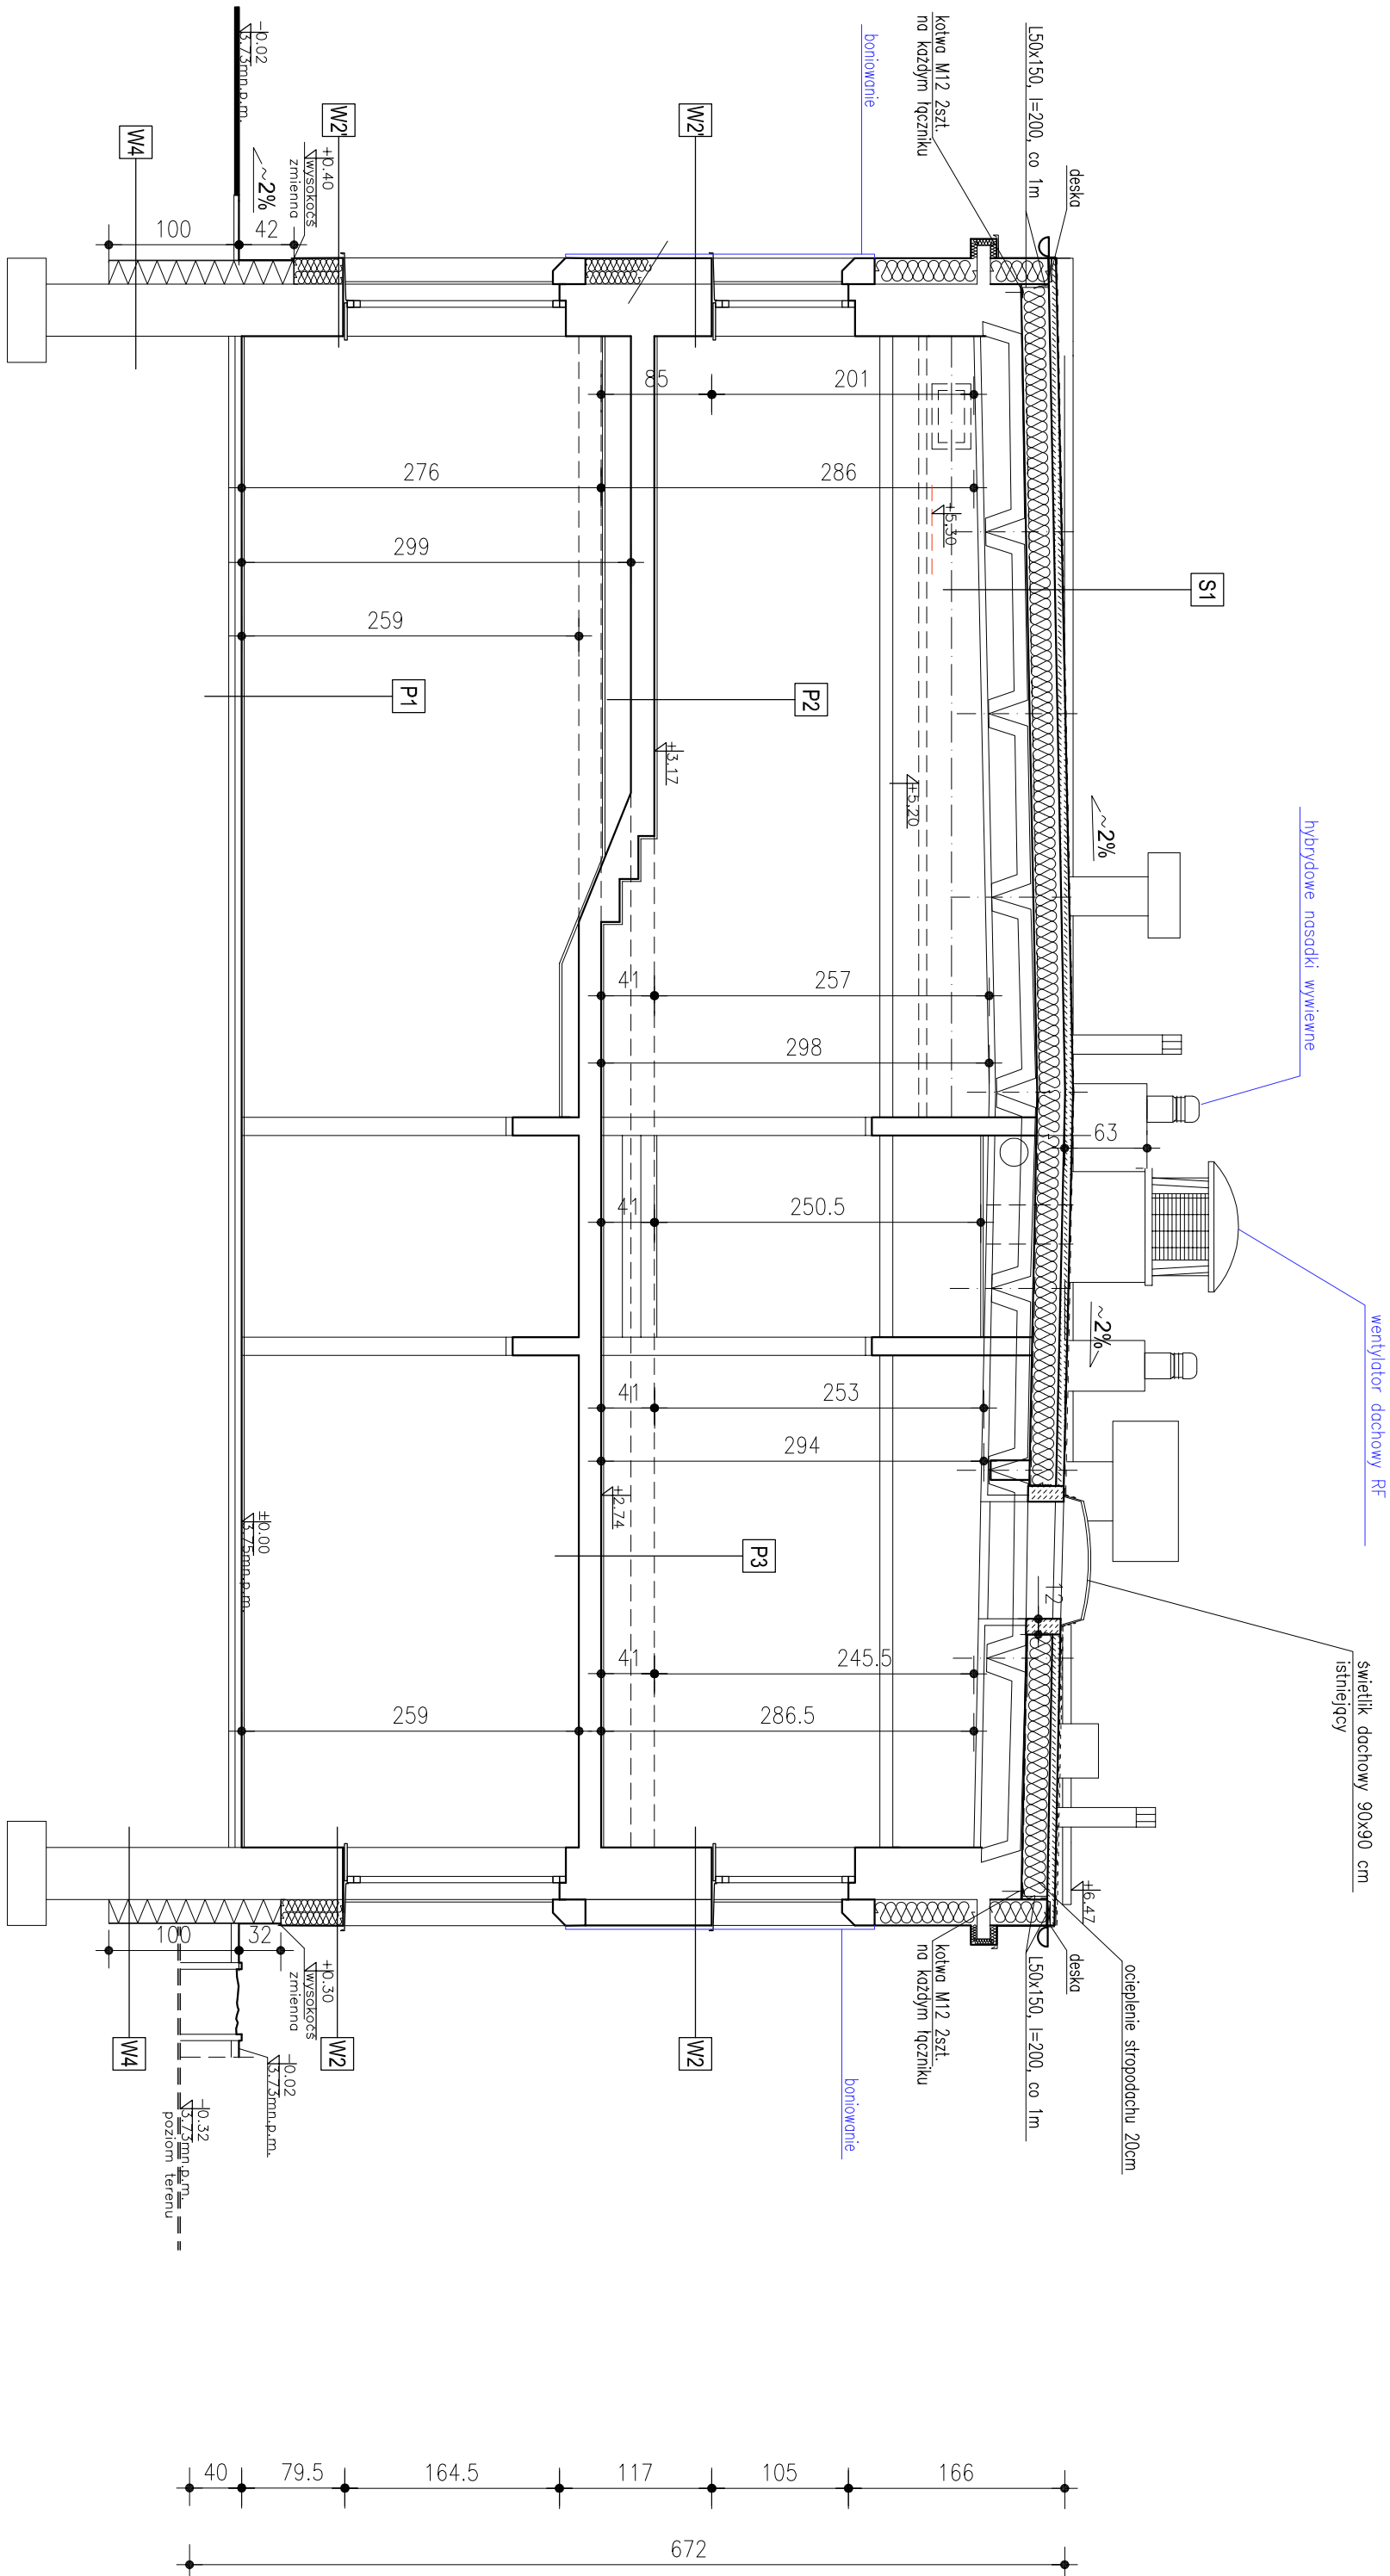 wentylator dachowy RF
świetlik dachowy 90x90 cm
istniejący
hybrydowe nasadki wywiewne
~2%
~2%
63
12
S1
deska
L50x150, l=200, co 1m
kotwa M12 2szt.
na każdym łączniku
boniowanie
+6.47
ocieplenie stropodachu 20cm
deska
L50x150, l=200, co 1m
kotwa M12 2szt.
na każdym łączniku
boniowanie
+5,30
+5,20
201
286
257
298
250.5
253
294
245.5
286.5
85
41
41
41
41
P2
+3.17
+2.74
P3
W2'
W2
276
299
259
259
P1
±0.00
3.75mn.p.m.
W2'
+0.40
wysokość
zmienna
~2%
-0.02
3.73mn.p.m.
W4
100
42
W2
+0.30
wysokość
zmienna
100
32
-0.02
3.73mn.p.m.
-0.32
3.73mn.p.m.
poziom terenu
W4
40
79.5
164.5
117
105
166
672